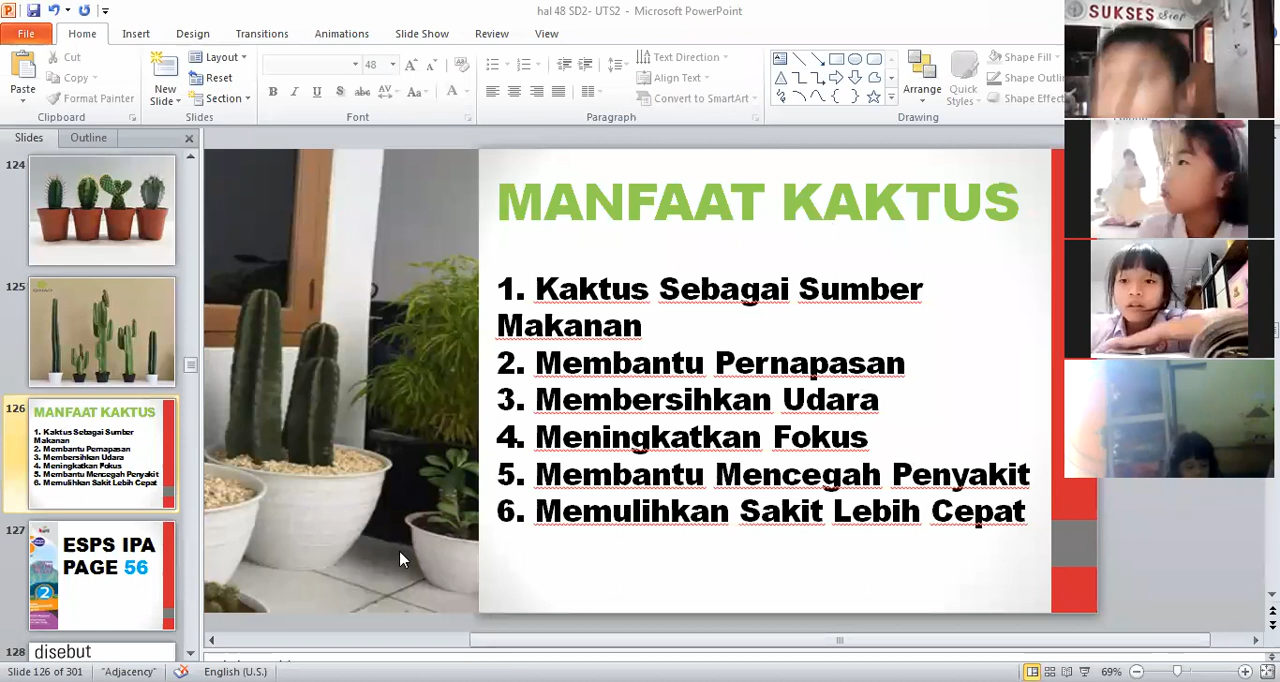 hal 48 SD2- UTS2 - Microsoft PowerPoint
File Home Insert Design Transitions Animations Slide Show Review View
Cut
Copy
Format Painter
Paste
Clipboard
New
Slide
Layout
Reset
Section
Slides
48
B I U S abc AV Aa A
Font
Text Direction
Align Text
Convert to SmartArt
Paragraph
Arrange
Quick
Styles
Drawing
Shape Fill
Shape Outli
Shape Effect
SUKSES
Slides Outline
124
125
126
MANFAAT KAKTUS
1. Kaktus Sebagai Sumber
Makanan
2. Membantu Pernapasan
3. Membersihkan Udara
4. Meningkatkan Fokus
5. Membantu Mencegah Penyakit
6. Memulihkan Sakit Lebih Cepat
127
ESPS IPA
PAGE 56
2
128
disebut
MANFAAT KAKTUS
1. Kaktus Sebagai Sumber
Makanan
2. Membantu Pernapasan
3. Membersihkan Udara
4. Meningkatkan Fokus
5. Membantu Mencegah Penyakit
6. Memulihkan Sakit Lebih Cepat
Slide 126 of 301 "Adjacency" English (U.S.) 69%